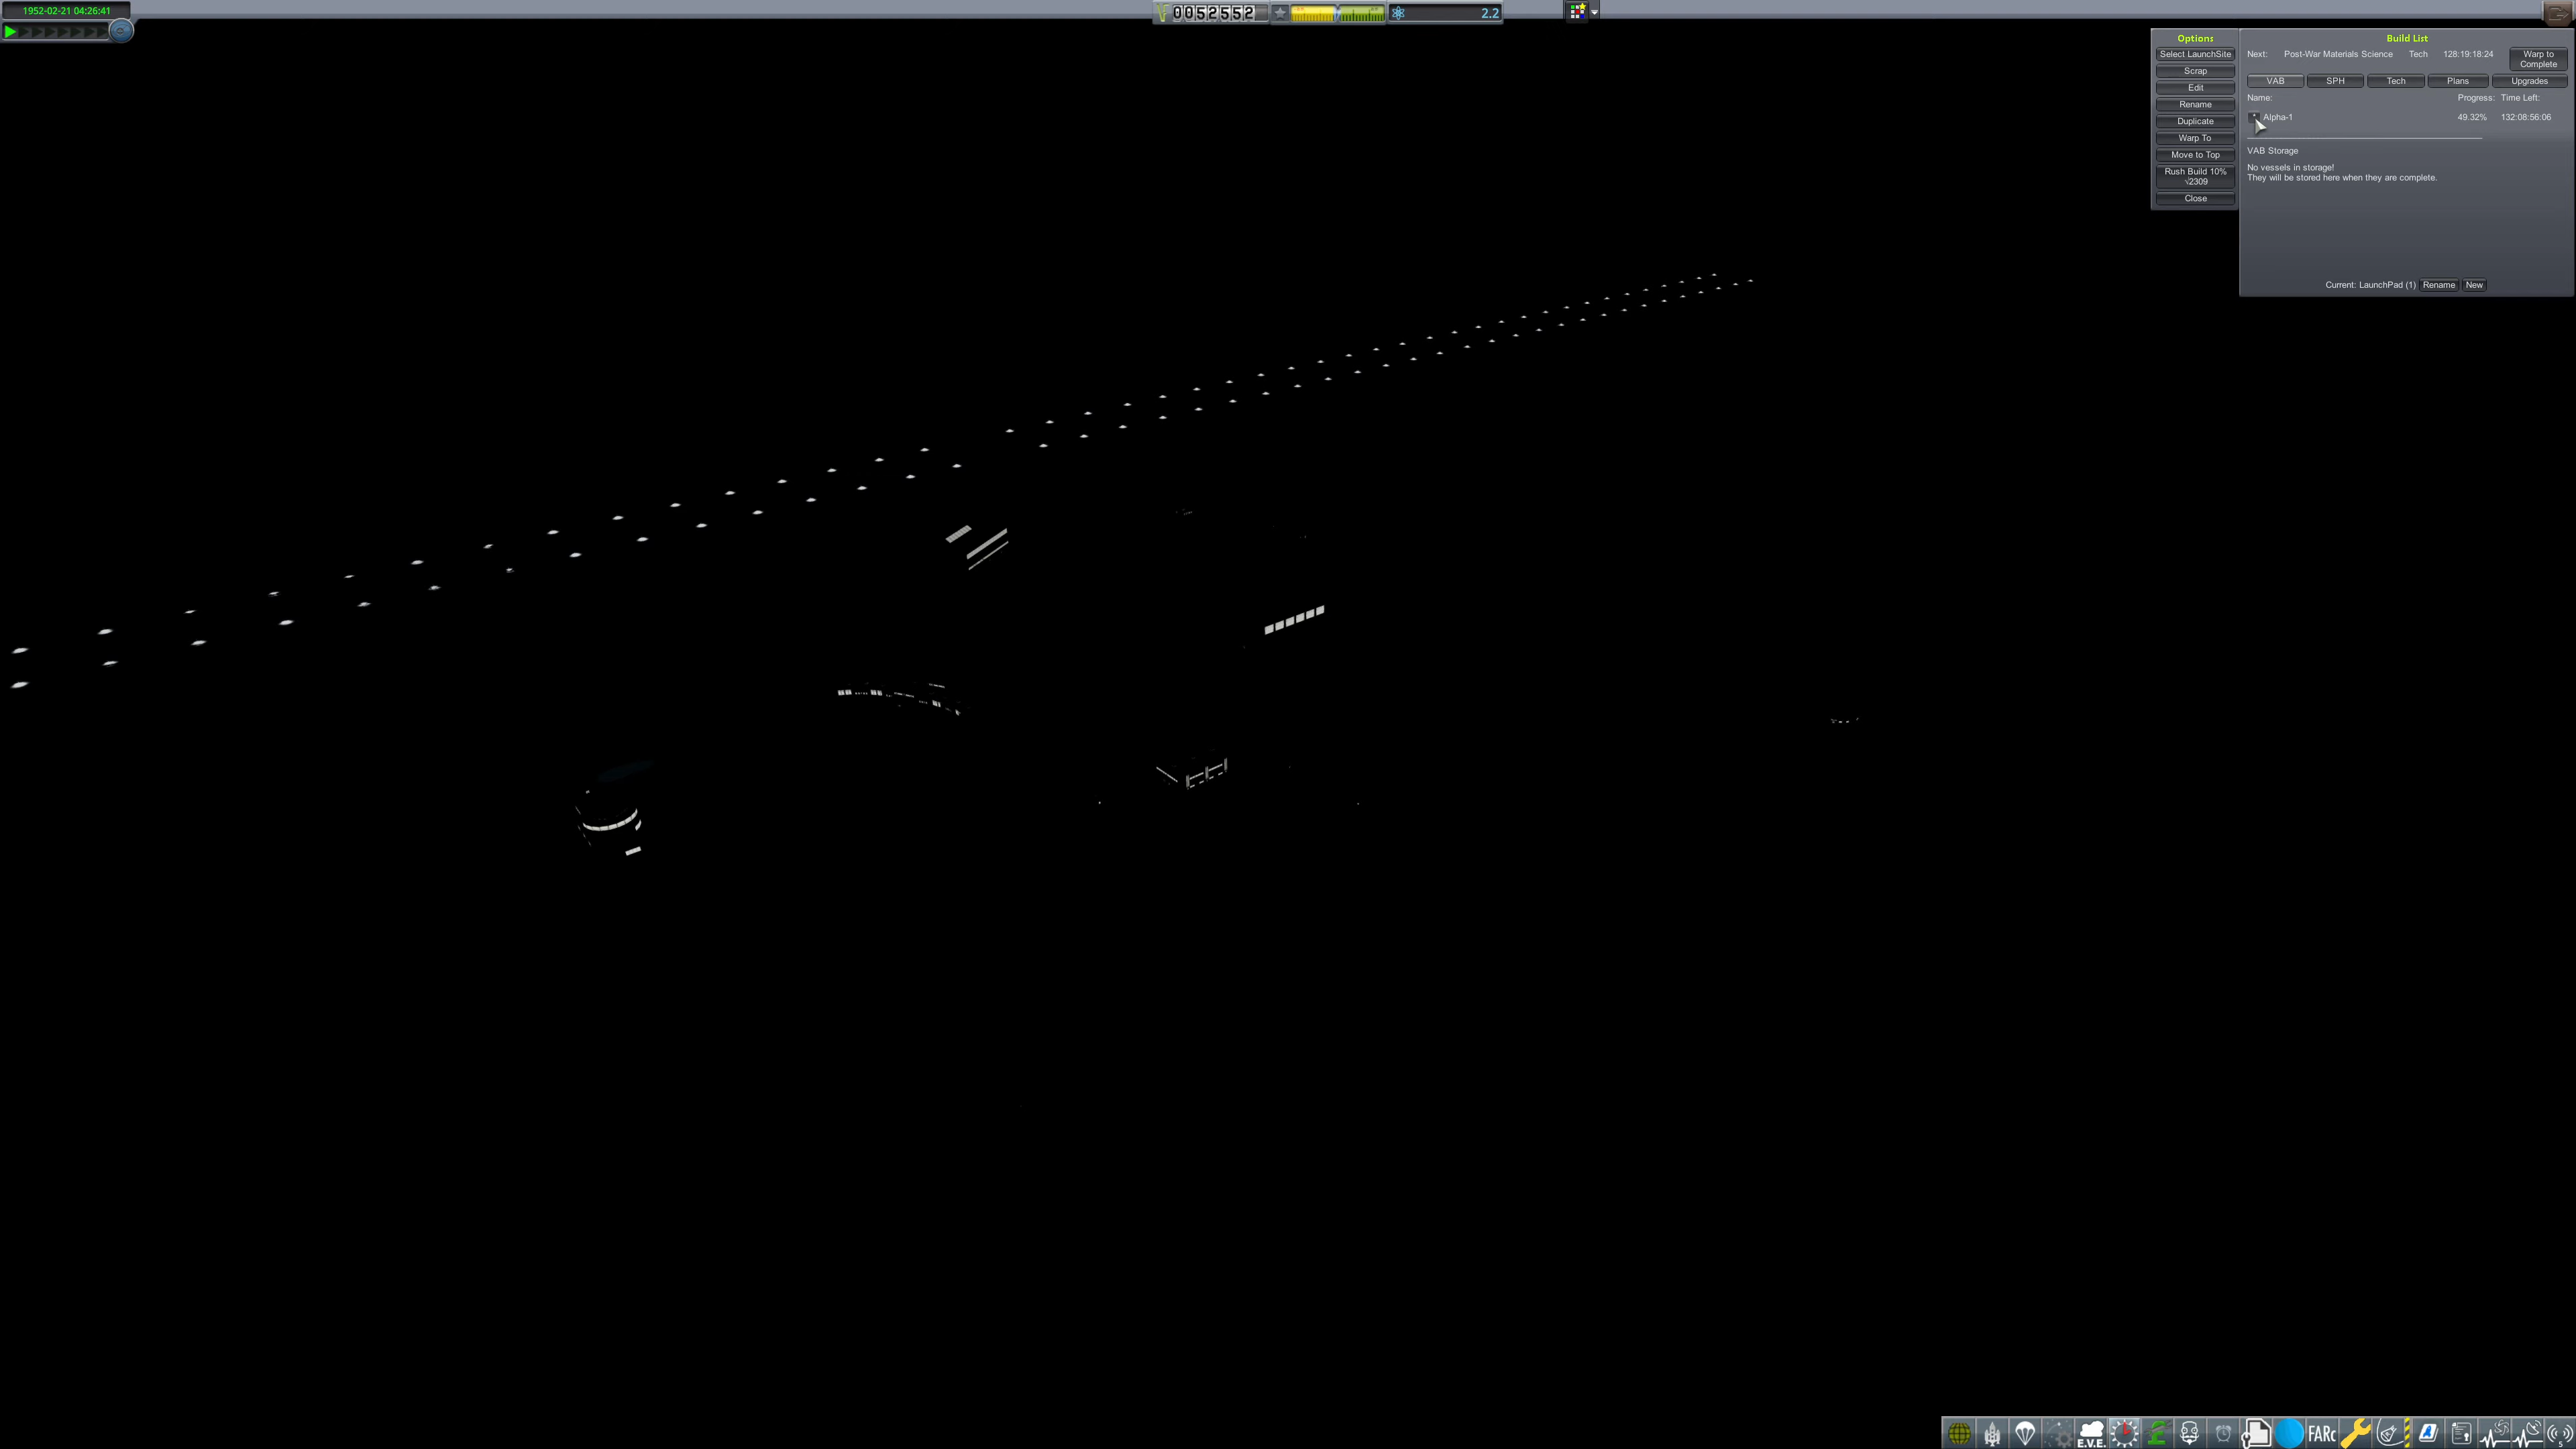 1952-02-21 04:26:41
0052552
2.2
Options
Select LaunchSite
Scrap
Edit
Rename
Duplicate
Warp To
Move to Top
Rush Build 10%
√2309
Close
Build List
Next: Post-War Materials Science Tech 128:19:18:24
Warp to
Complete
VAB SPH Tech Plans Upgrades
Name: Progress: Time Left:
Alpha-1 49.32% 132:08:56:06
VAB Storage
No vessels in storage!
They will be stored here when they are complete.
Current: LaunchPad (1) Rename New
E.V.E. FARc